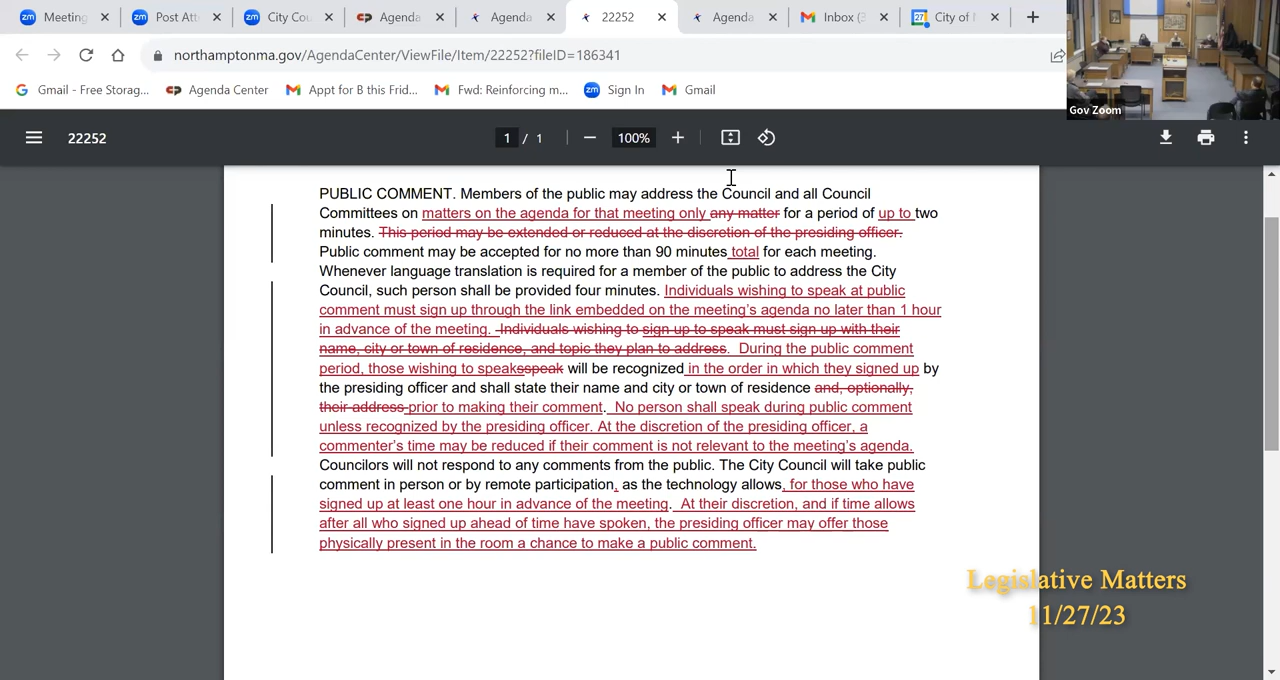 Meeting
Post Att
City Cou
Agenda
Agenda
22252
Agenda
Inbox (3
City of
northamptonma.gov/AgendaCenter/ViewFile/Item/22252?fileID=186341
Gmail - Free Storag...
Agenda Center
Appt for B this Frid...
Fwd: Reinforcing m...
Sign In
Gmail
Gov Zoom
22252
1 / 1
100%
PUBLIC COMMENT. Members of the public may address the Council and all Council
Committees on matters on the agenda for that meeting only any matter for a period of up to two
minutes. This period may be extended or reduced at the discretion of the presiding officer.
Public comment may be accepted for no more than 90 minutes total for each meeting.
Whenever language translation is required for a member of the public to address the City
Council, such person shall be provided four minutes. Individuals wishing to speak at public
comment must sign up through the link embedded on the meeting's agenda no later than 1 hour
in advance of the meeting. Individuals wishing to sign up to speak must sign up with their
name, city or town of residence, and topic they plan to address. During the public comment
period, those wishing to speaksspeak will be recognized in the order in which they signed up by
the presiding officer and shall state their name and city or town of residence and, optionally,
their address prior to making their comment. No person shall speak during public comment
unless recognized by the presiding officer. At the discretion of the presiding officer, a
commenter's time may be reduced if their comment is not relevant to the meeting's agenda.
Councilors will not respond to any comments from the public. The City Council will take public
comment in person or by remote participation, as the technology allows, for those who have
signed up at least one hour in advance of the meeting. At their discretion, and if time allows
after all who signed up ahead of time have spoken, the presiding officer may offer those
physically present in the room a chance to make a public comment.
Legislative Matters
11/27/23